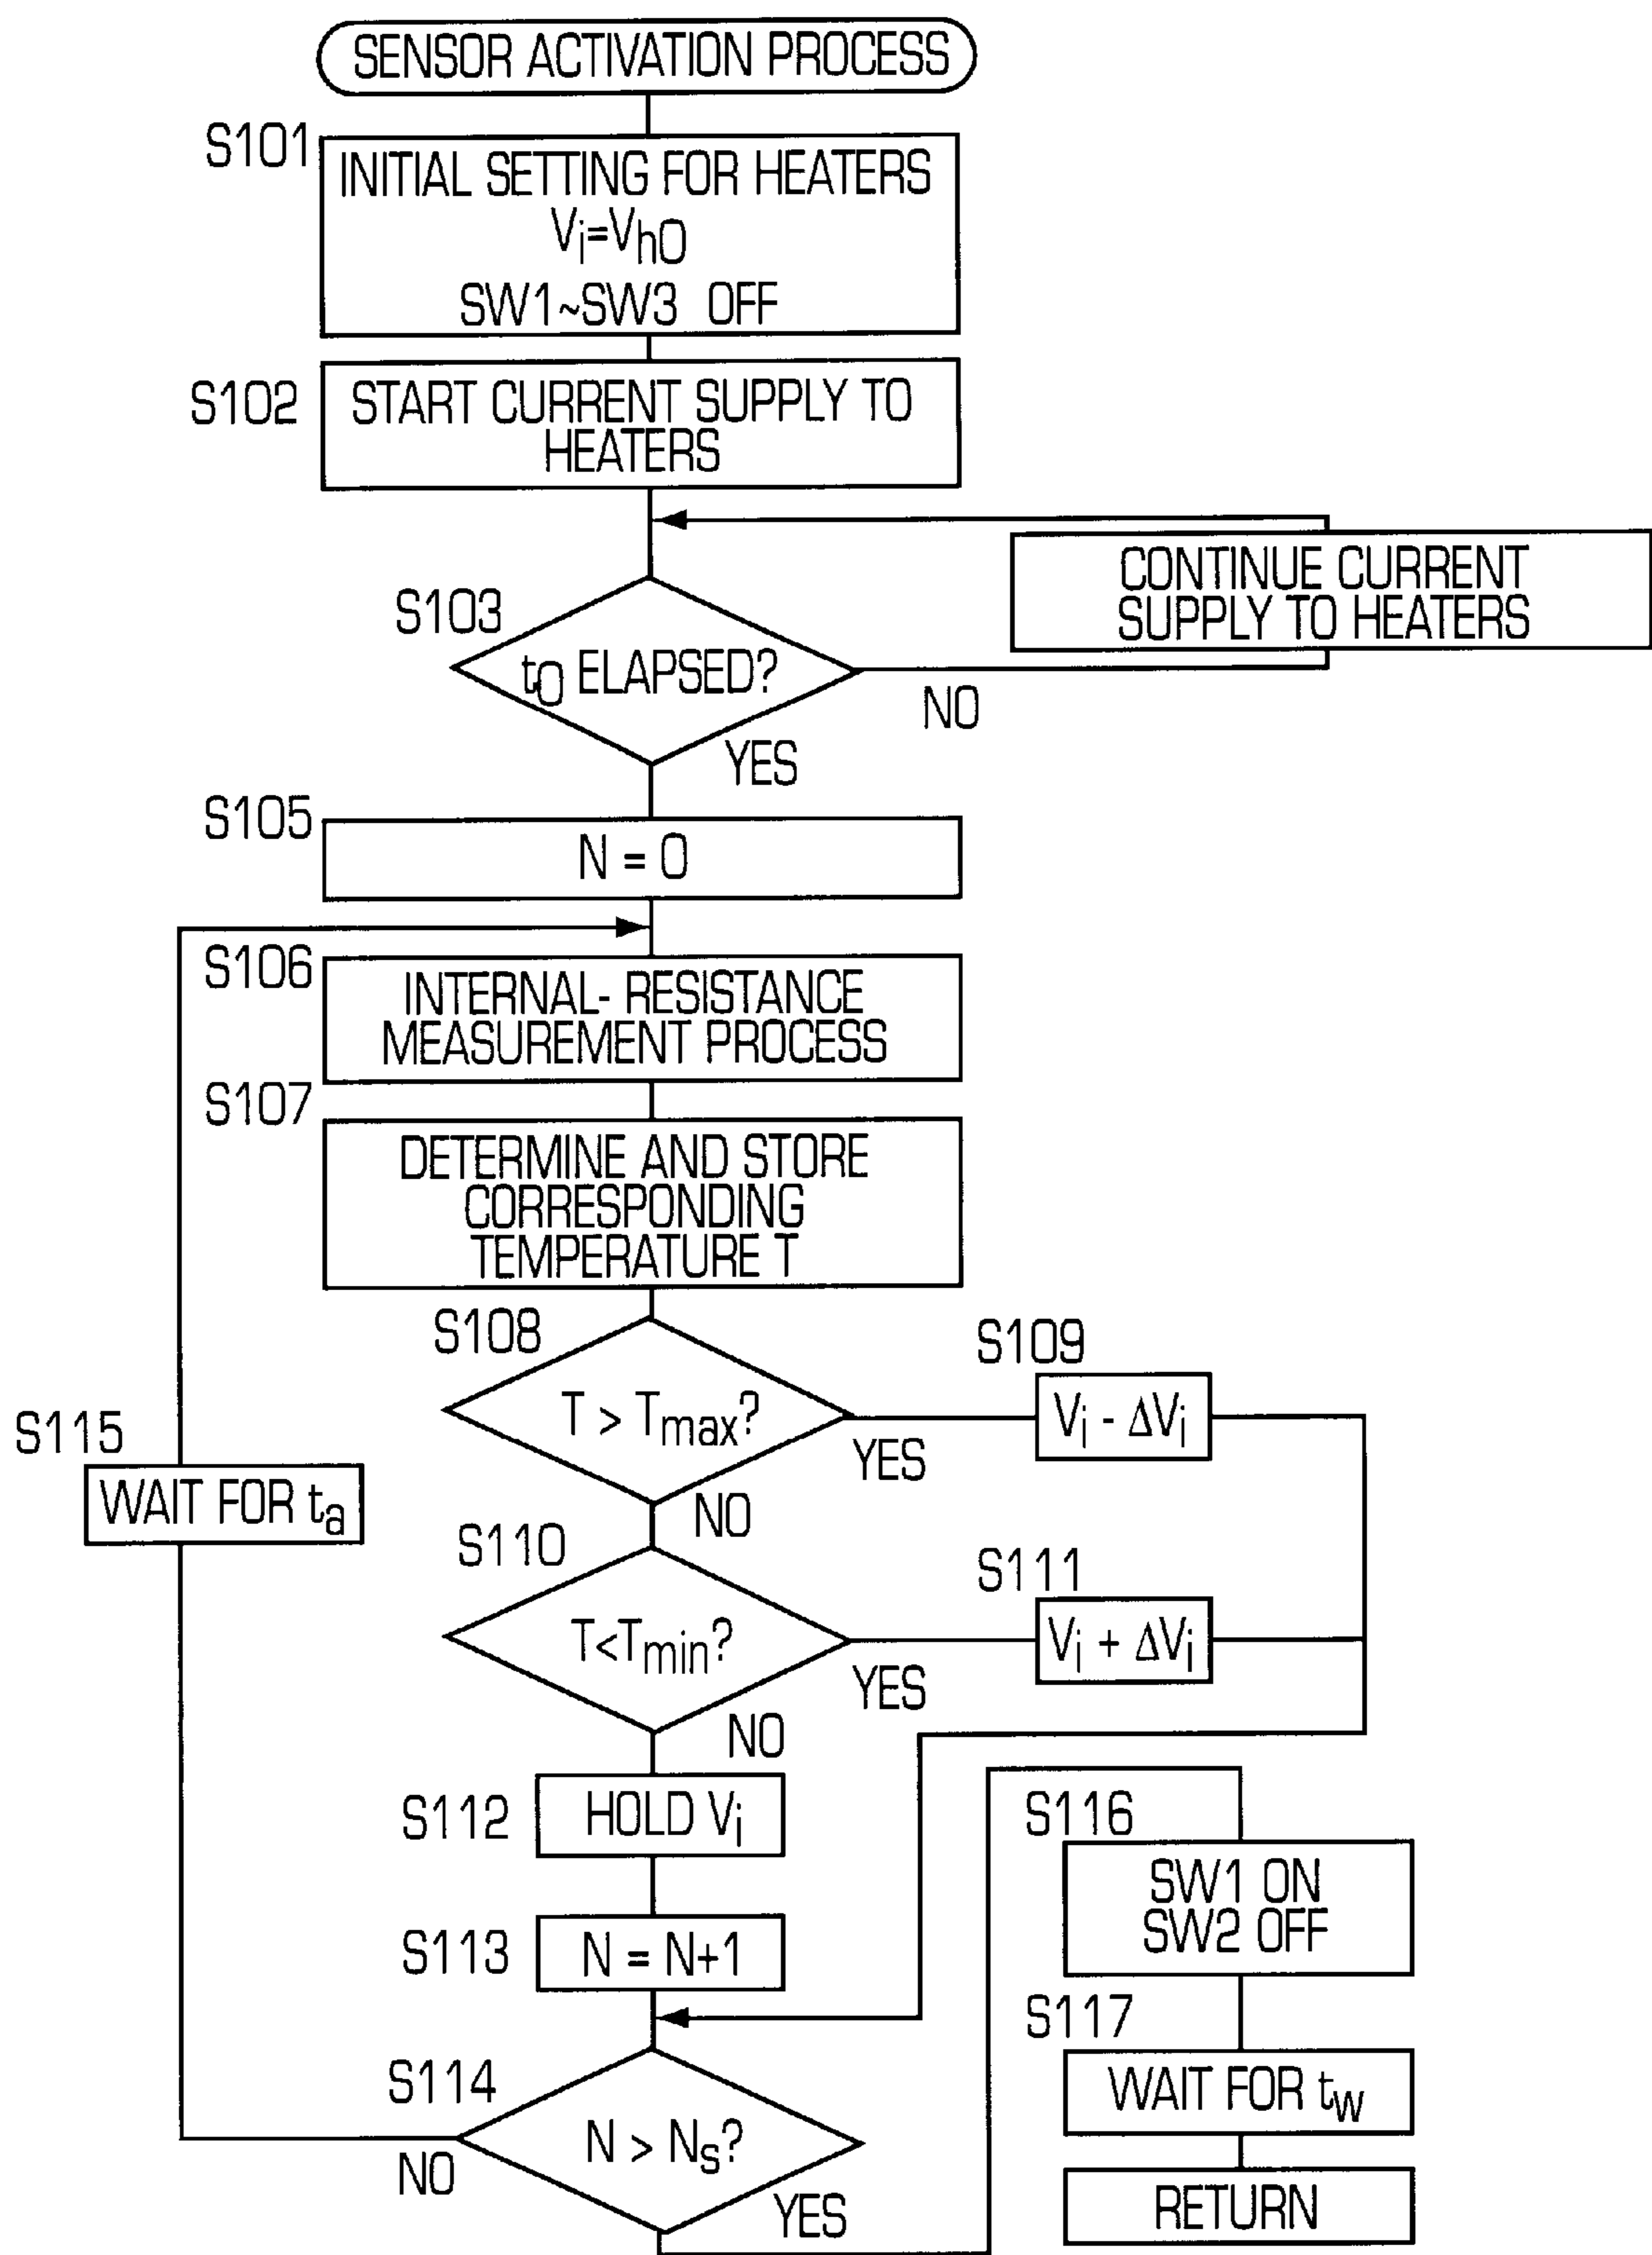 SENSOR ACTIVATION PROCESS
S101
INITIAL SETTING FOR HEATERS
Vi=Vh0
SW1~SW3 OFF
S102
START CURRENT SUPPLY TO
HEATERS
CONTINUE CURRENT
SUPPLY TO HEATERS
S103
t0 ELAPSED?
NO
YES
S105
N = 0
S106
INTERNAL- RESISTANCE
MEASUREMENT PROCESS
S107
DETERMINE AND STORE
CORRESPONDING
TEMPERATURE T
S108
T > Tmax?
YES
NO
S109
Vi - ΔVi
S115
WAIT FOR ta
S110
T<Tmin?
YES
NO
S111
Vi + ΔVi
S112
HOLD Vi
S113
N = N+1
S114
N > Ns?
NO
YES
S116
SW1 ON
SW2 OFF
S117
WAIT FOR tw
RETURN